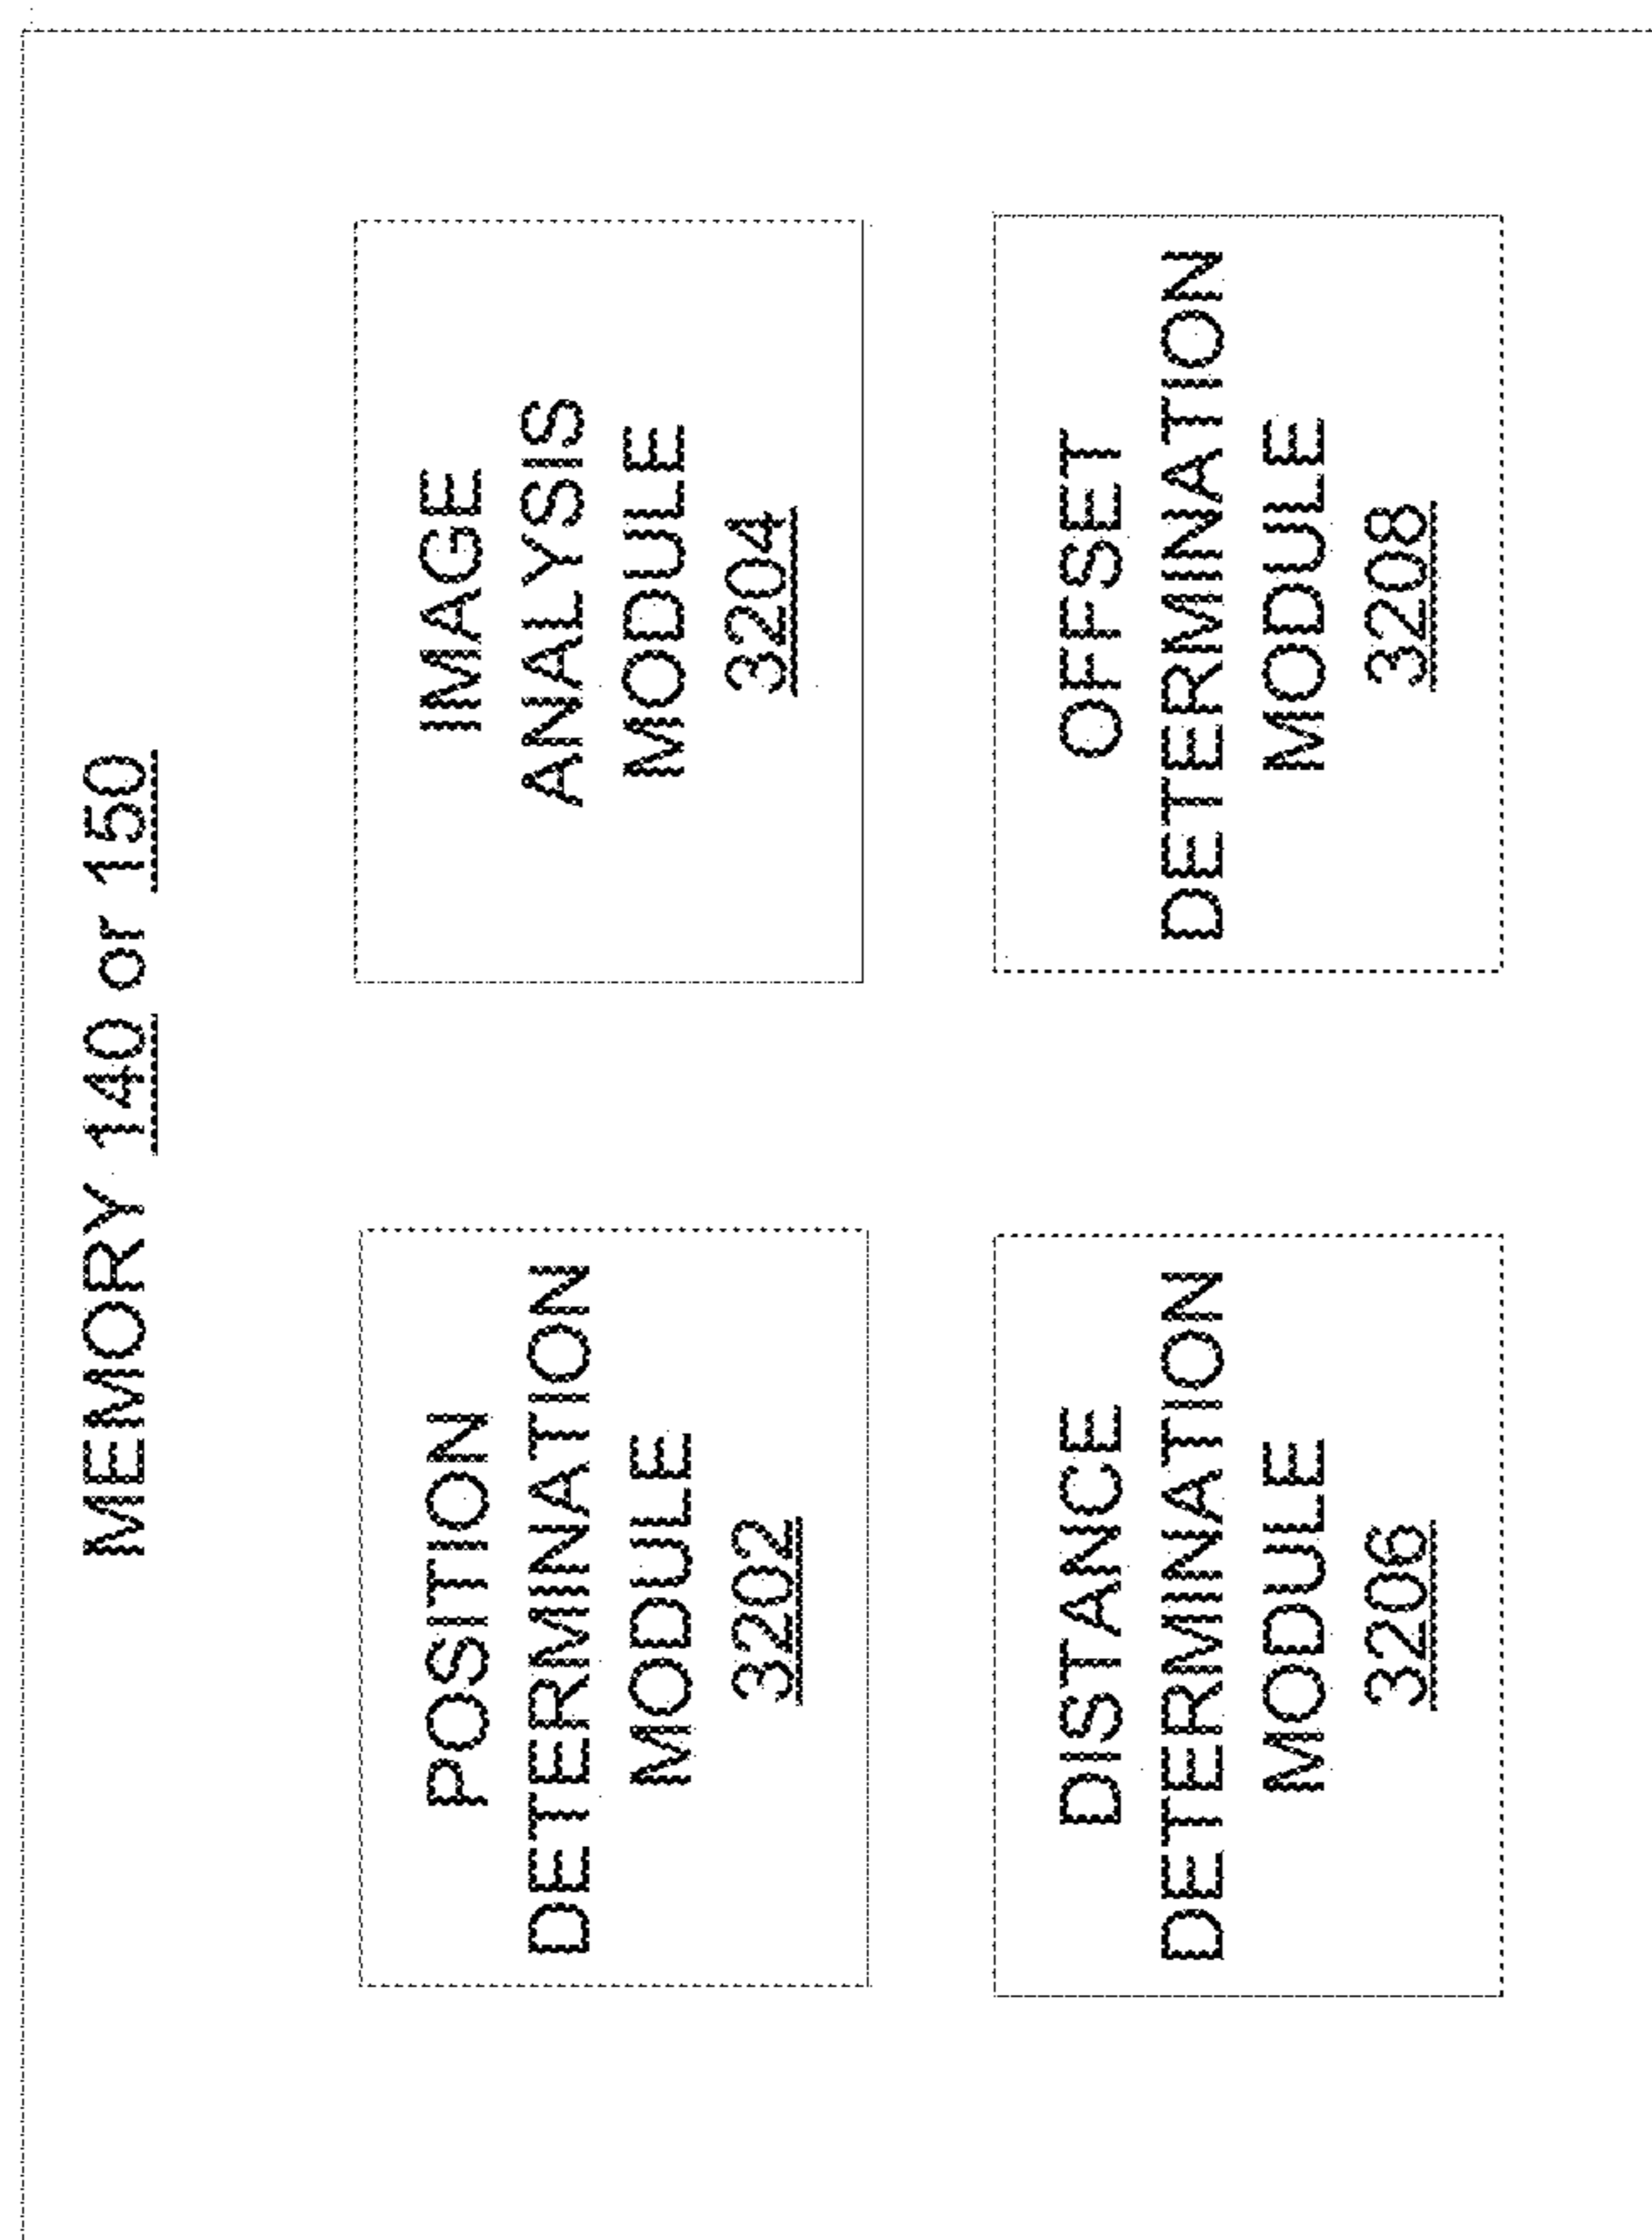 MEMORY 140 or 150
POSITION
DETERMINATION
MODULE
3202
IMAGE
ANALYSIS
MODULE
3204
DISTANCE
DETERMINATION
MODULE
3206
OFFSET
DETERMINATION
MODULE
3208